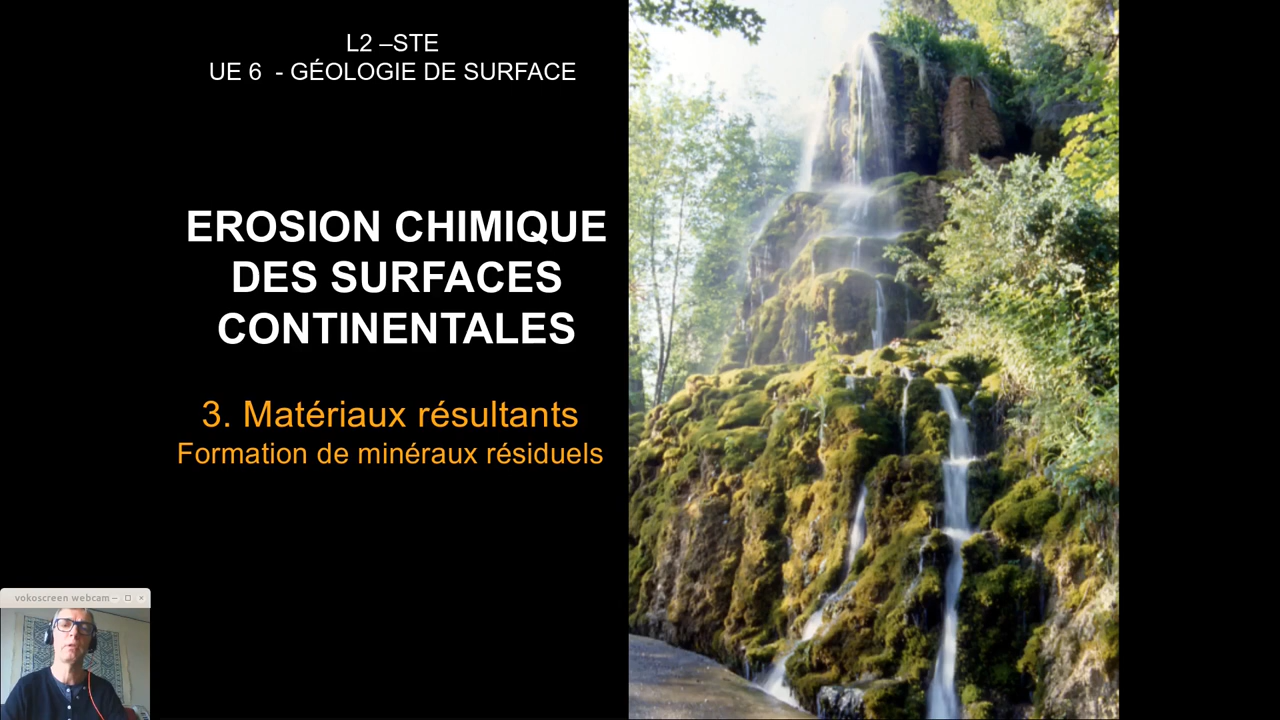 L2 –STE
UE 6  - GÉOLOGIE DE SURFACE
EROSION CHIMIQUE
DES SURFACES
CONTINENTALES
3. Matériaux résultants
Formation de minéraux résiduels
vokoscreen webcam